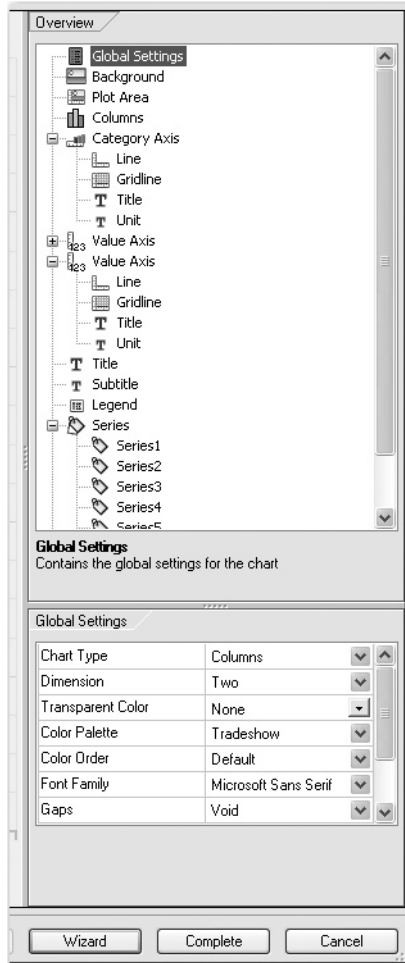 Overview
Global Settings
Background
Plot Area
Columns
Category Axis
Line
Gridline
T Title
T Unit
123 Value Axis
123 Value Axis
Line
Gridline
T Title
T Unit
T Title
T Subtitle
Legend
Series
Series1
Series2
Series3
Series4
Series5
Global Settings
Contains the global settings for the chart
Global Settings
Chart Type Columns
Dimension Two
Transparent Color None
Color Palette Tradeshow
Color Order Default
Font Family Microsoft Sans Serif
Gaps Void
Wizard Complete Cancel